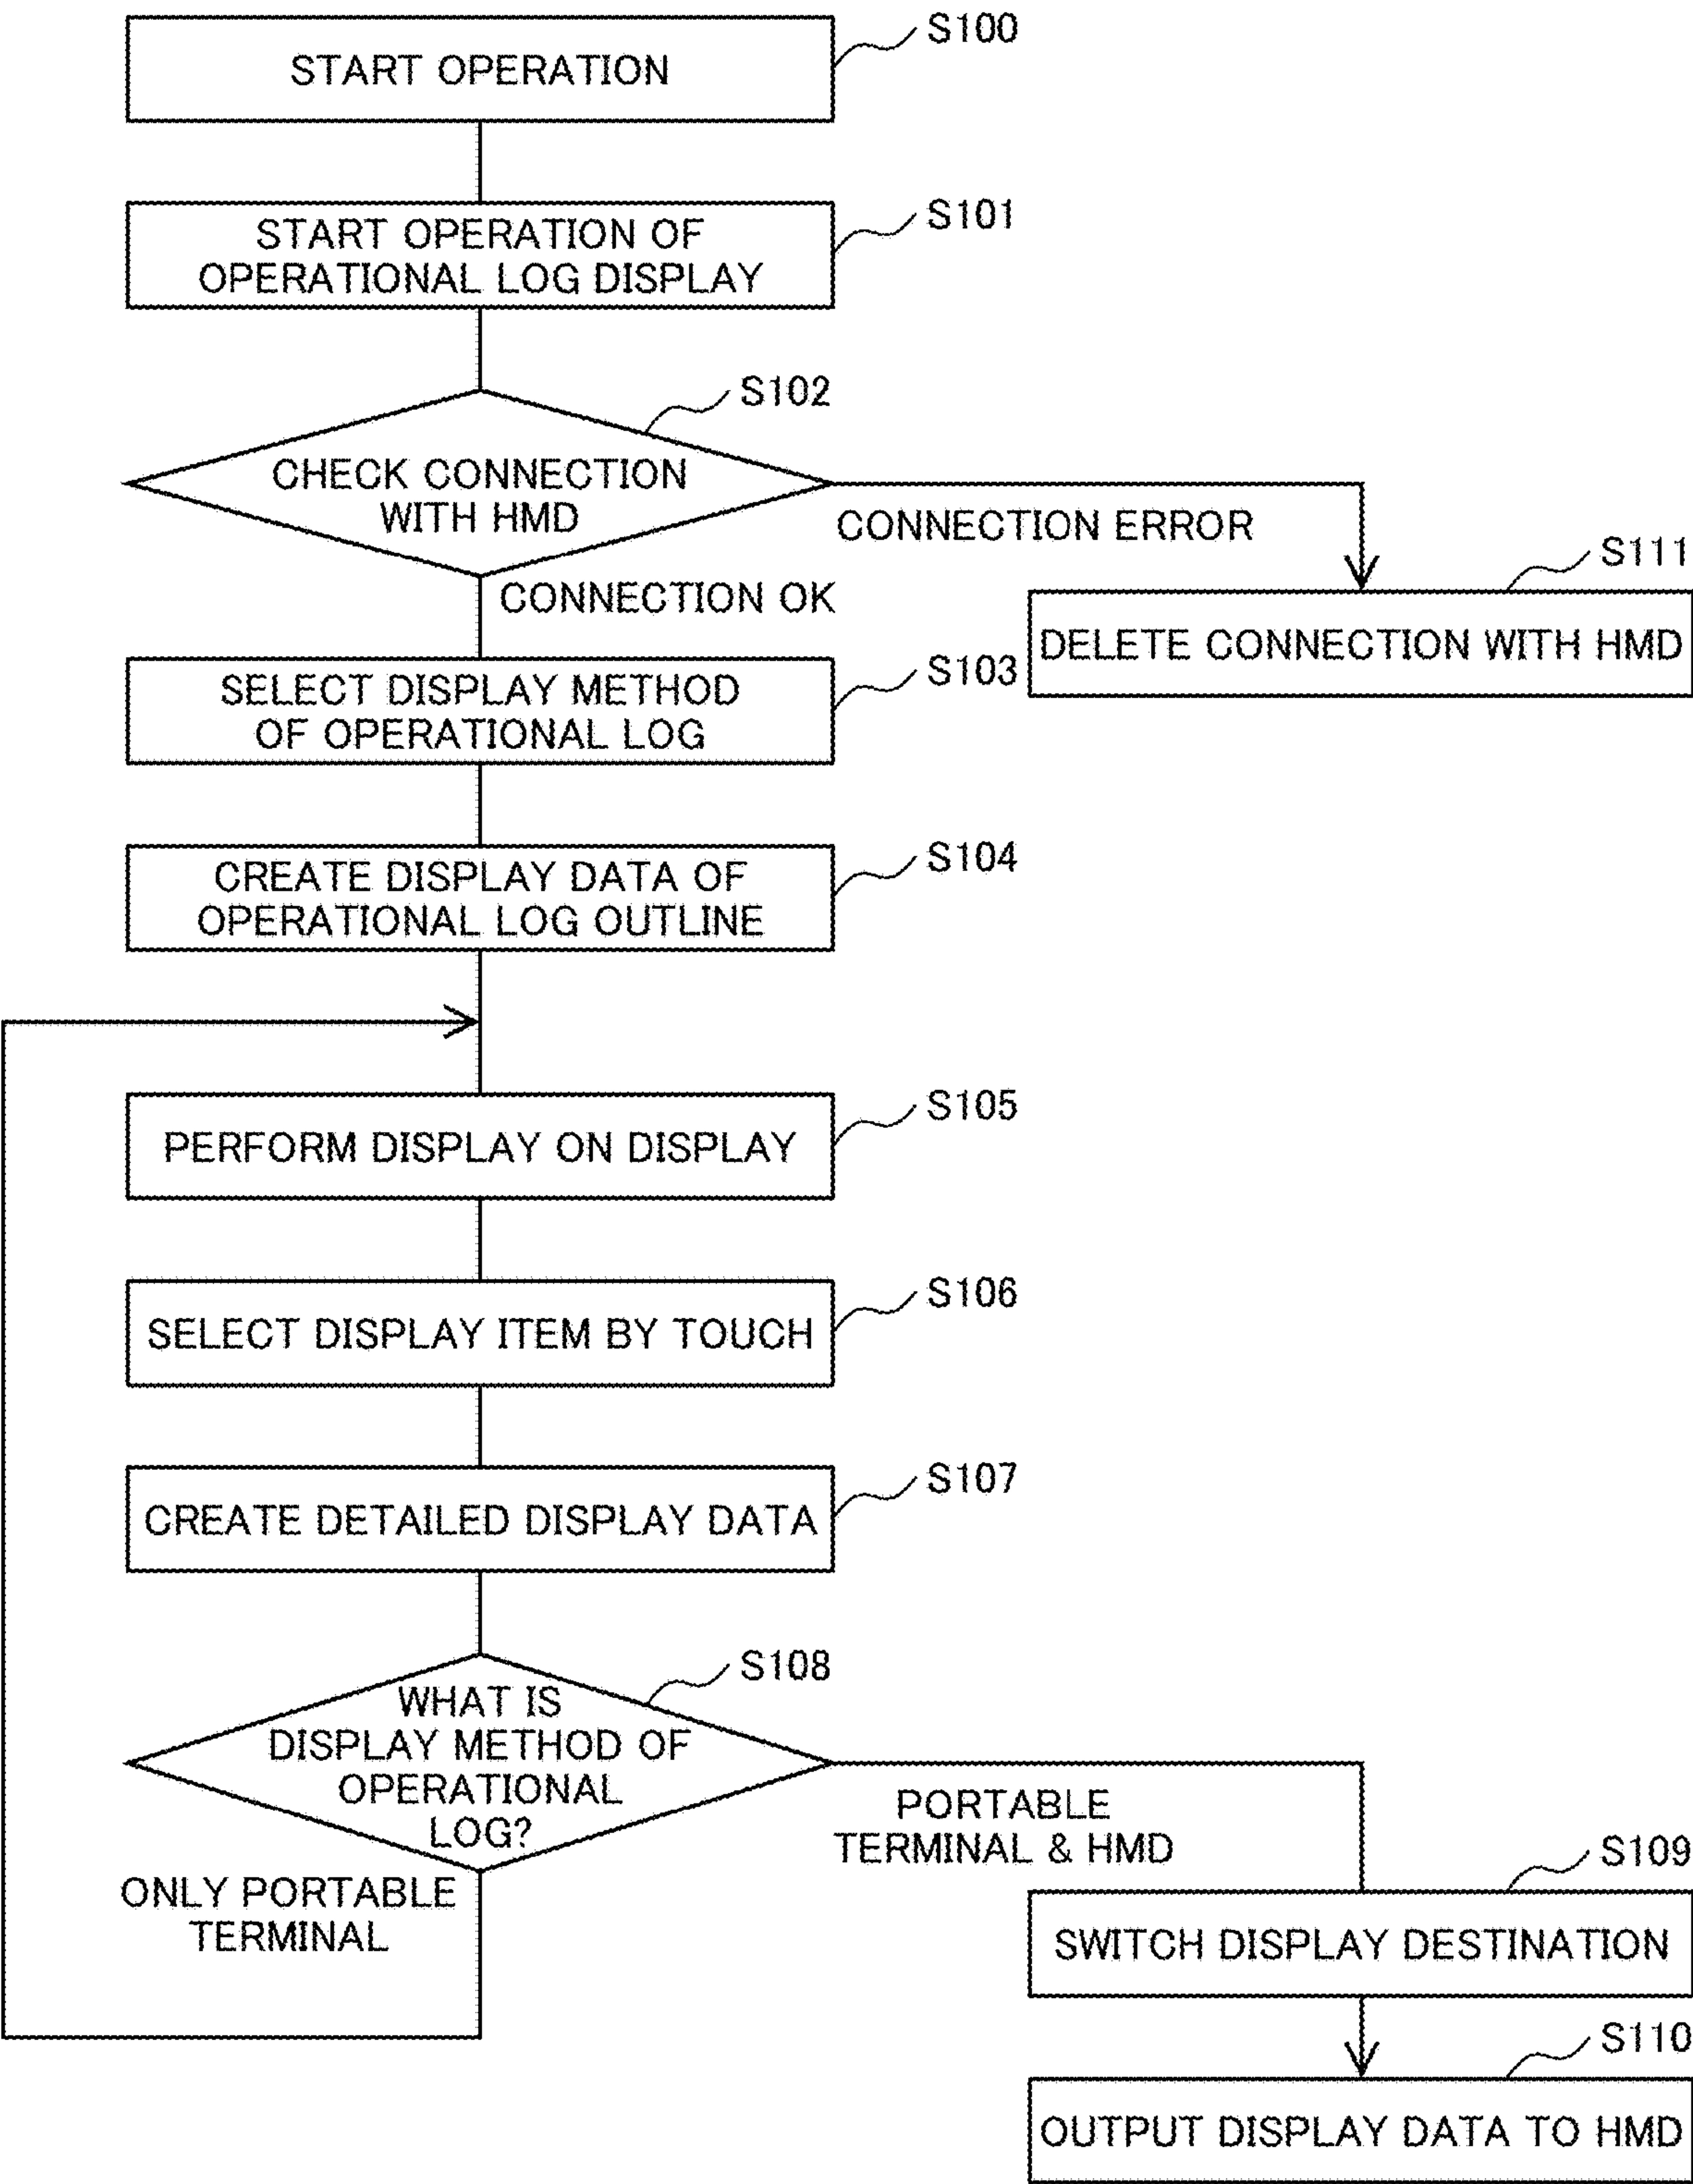 S100
START OPERATION
S101
START OPERATION OF
OPERATIONAL LOG DISPLAY
S102
CHECK CONNECTION
WITH HMD
CONNECTION ERROR
CONNECTION OK
S111
DELETE CONNECTION WITH HMD
S103
SELECT DISPLAY METHOD
OF OPERATIONAL LOG
S104
CREATE DISPLAY DATA OF
OPERATIONAL LOG OUTLINE
S105
PERFORM DISPLAY ON DISPLAY
S106
SELECT DISPLAY ITEM BY TOUCH
S107
CREATE DETAILED DISPLAY DATA
S108
WHAT IS
DISPLAY METHOD OF
OPERATIONAL
LOG?
PORTABLE
TERMINAL & HMD
ONLY PORTABLE
TERMINAL
S109
SWITCH DISPLAY DESTINATION
S110
OUTPUT DISPLAY DATA TO HMD